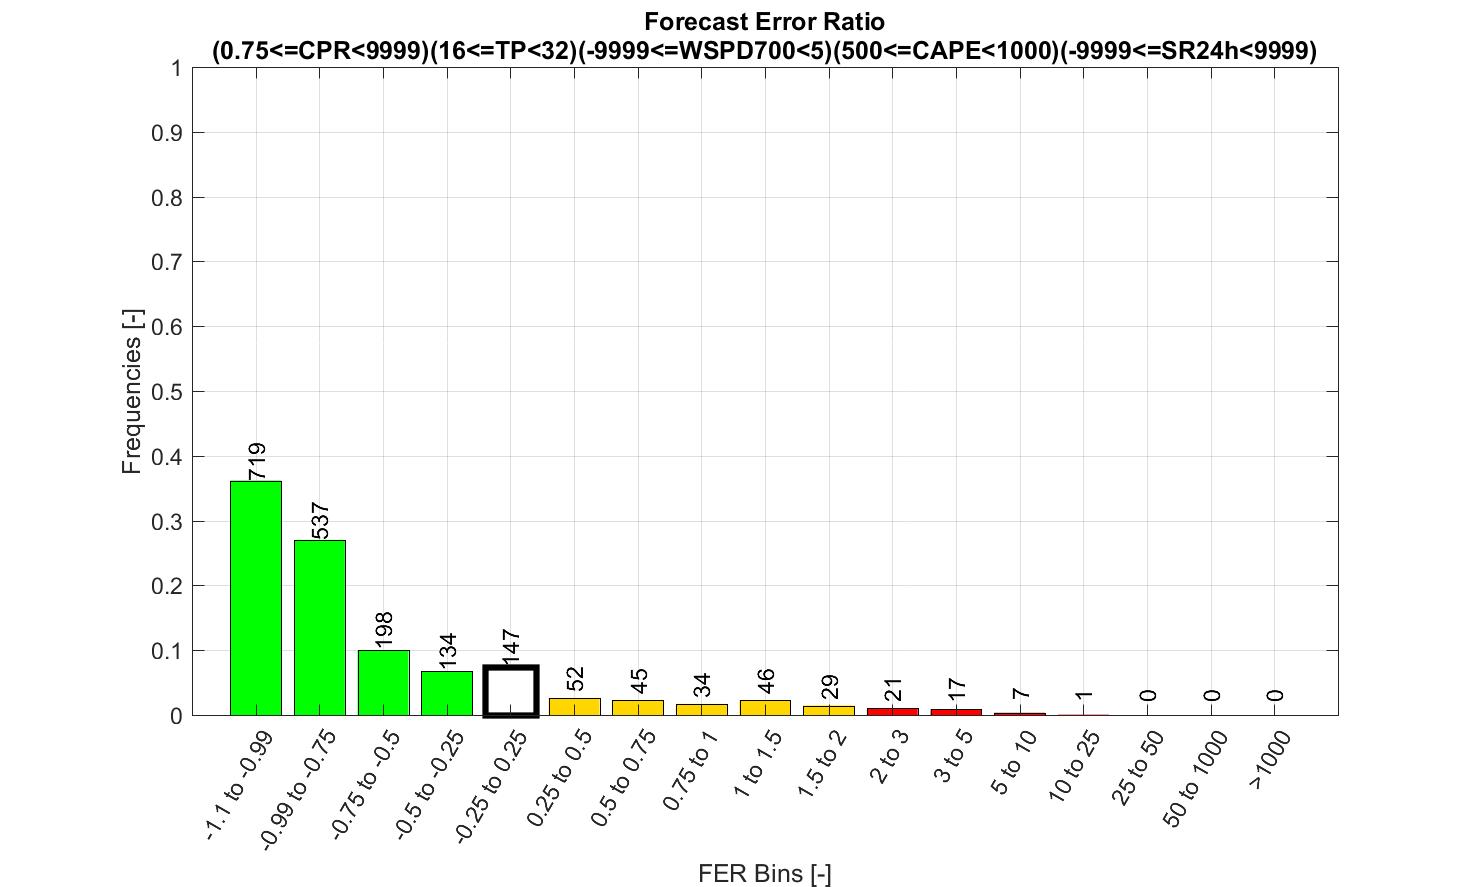 Forecast Error Ratio
(0.75<=CPR<9999)(16<=TP<32)(-9999<=WSPD700<5)(500<=CAPE<1000)(-9999<=SR24h<9999)
1
0.9
0.8
0.7
0.6
0.5
0.4
0.3
0.2
0.1
0
Frequencies [-]
719
537
198
134
147
52
45
34
46
29
21
17
7
1
0
0
0
-1.1 to -0.99
-0.99 to -0.75
-0.75 to -0.5
-0.5 to -0.25
-0.25 to 0.25
0.25 to 0.5
0.5 to 0.75
0.75 to 1
1 to 1.5
1.5 to 2
2 to 3
3 to 5
5 to 10
10 to 25
25 to 50
50 to 1000
>1000
FER Bins [-]